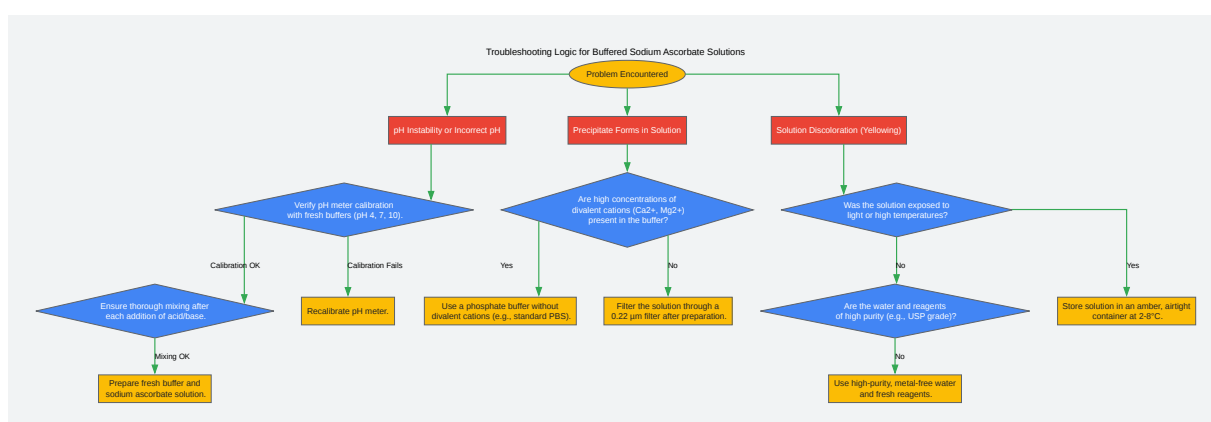 Troubleshooting Logic for Buffered Sodium Ascorbate Solutions
Problem Encountered
pH Instability or Incorrect pH
Precipitate Forms in Solution
Solution Discoloration (Yellowing)
Verify pH meter calibration
with fresh buffers (pH 4, 7, 10).
Are high concentrations of
divalent cations (Ca2+, Mg2+)
present in the buffer?
Was the solution exposed to
light or high temperatures?
Calibration OK
Calibration Fails
Yes
No
No
Yes
Ensure thorough mixing after
each addition of acid/base.
Recalibrate pH meter.
Use a phosphate buffer without
divalent cations (e.g., standard PBS).
Filter the solution through a
0.22 µm filter after preparation.
Are the water and reagents
of high purity (e.g., USP grade)?
Store solution in an amber, airtight
container at 2-8°C.
Mixing OK
No
Prepare fresh buffer and
sodium ascorbate solution.
Use high-purity, metal-free water
and fresh reagents.